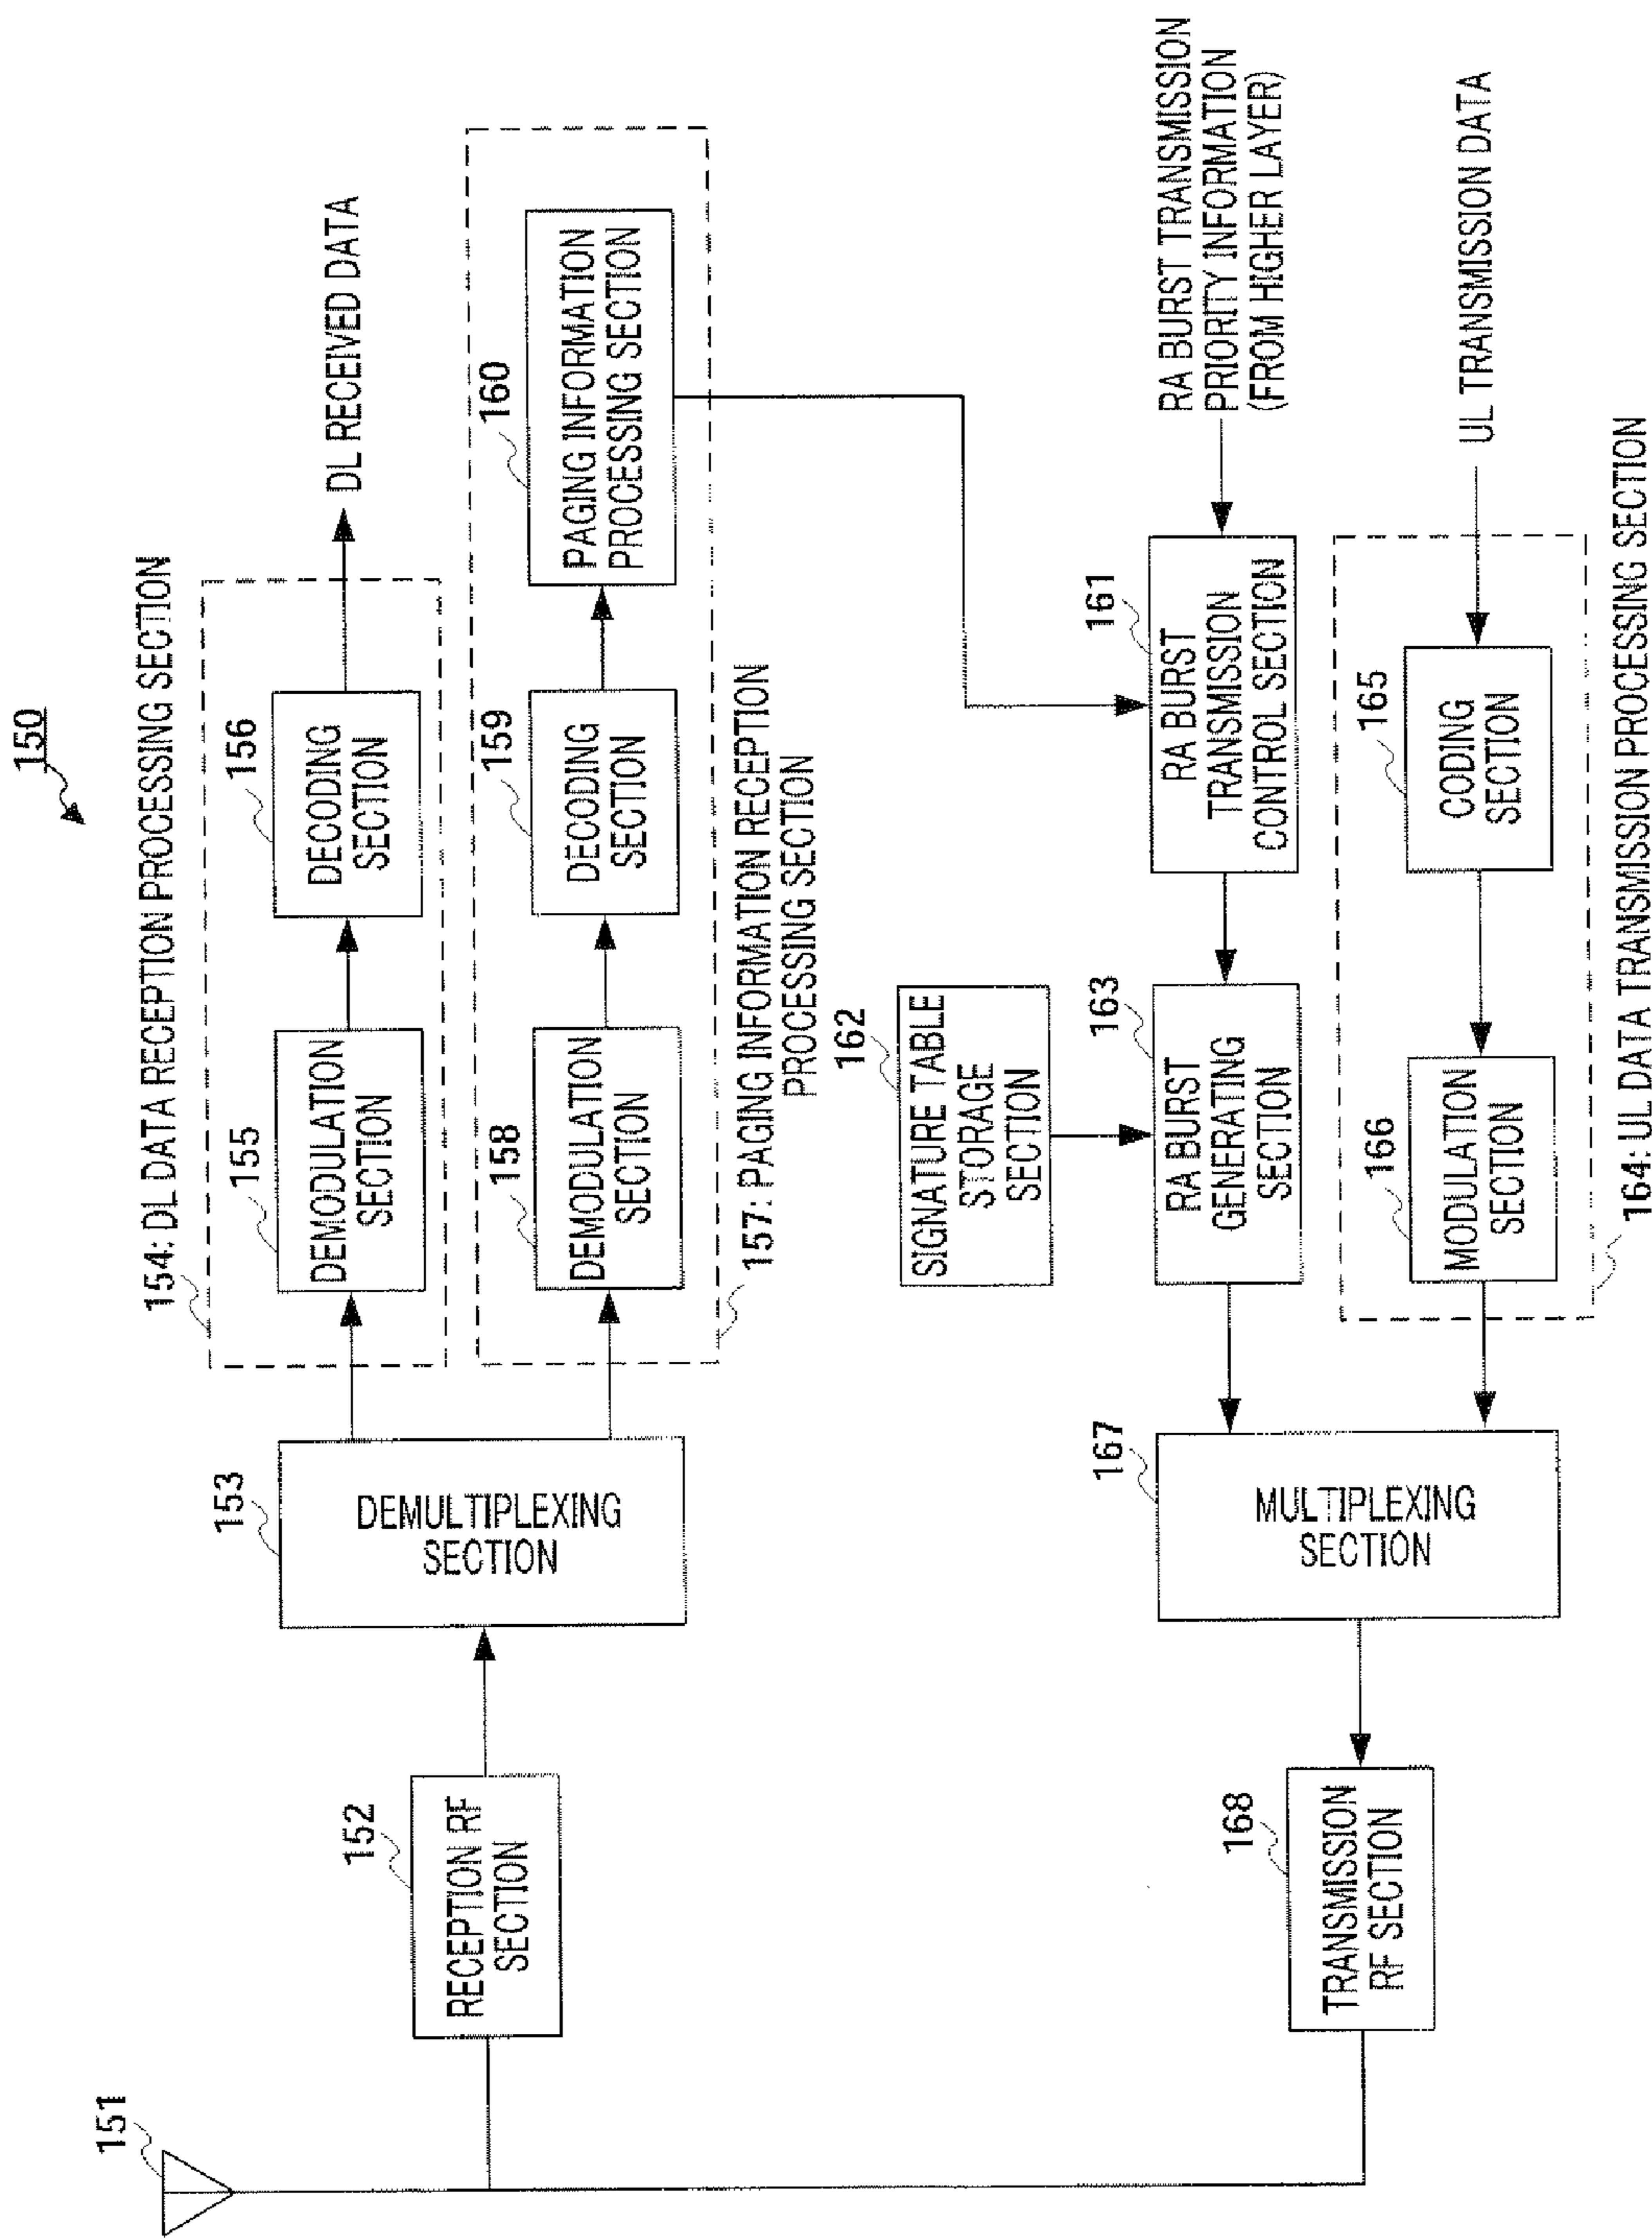 150
151
152
RECEPTION RF
SECTION
153
DEMULTIPLEXING
SECTION
154: DL DATA RECEPTION PROCESSING SECTION
155
DEMODULATION
SECTION
156
DECODING
SECTION
DL RECEIVED DATA
158
DEMODULATION
SECTION
159
DECODING
SECTION
160
PAGING INFORMATION
PROCESSING SECTION
157: PAGING INFORMATION RECEPTION
PROCESSING SECTION
162
SIGNATURE TABLE
STORAGE
SECTION
168
TRANSMISSION
RF SECTION
167
MULTIPLEXING
SECTION
163
RA BURST
GENERATING
SECTION
161
RA BURST
TRANSMISSION
CONTROL SECTION
RA BURST TRANSMISSION
PRIORITY INFORMATION
(FROM HIGHER LAYER)
166
MODULATION
SECTION
165
CODING
SECTION
UL TRANSMISSION DATA
164: UL DATA TRANSMISSION PROCESSING SECTION